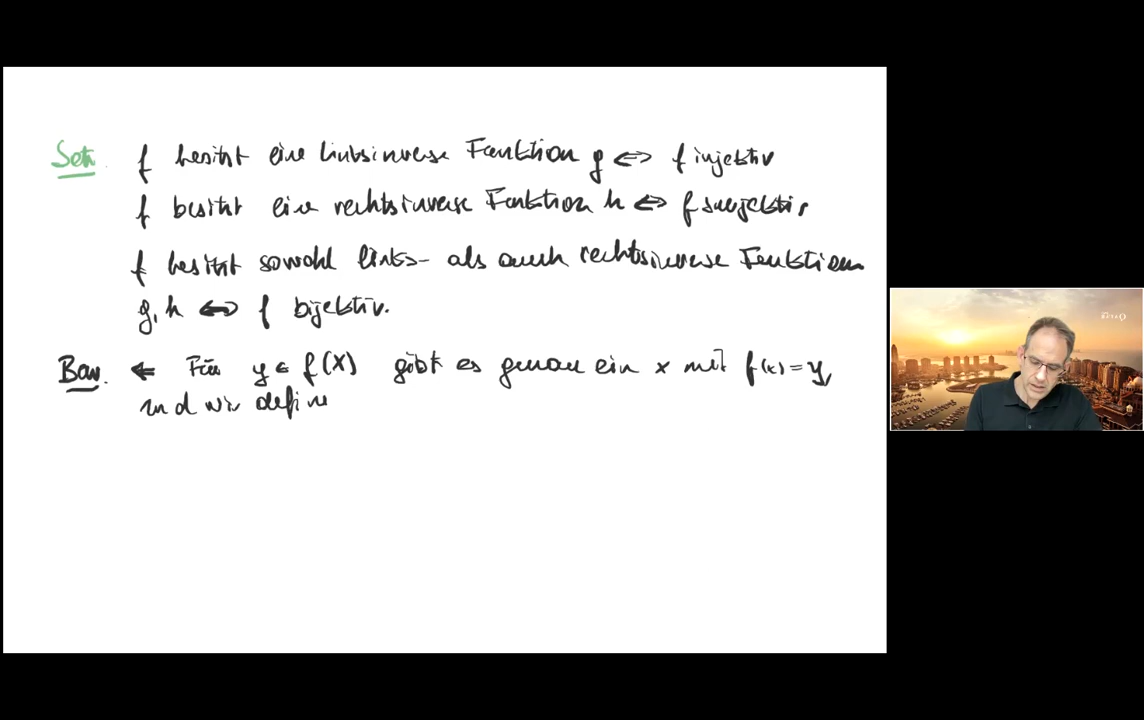 Satz f besitzt eine linksinverse Funktion g ⇔ f injektiv
f besitzt eine rechtsinverse Funktion h ⇔ f surjektiv
f besitzt sowohl links- als auch rechtsinverse Funktionen
g, h ⇔ f bijektiv.
Bew. ⇐ Für y ∈ f(X) gibt es genau ein x mit f(x) = y,
und wir define